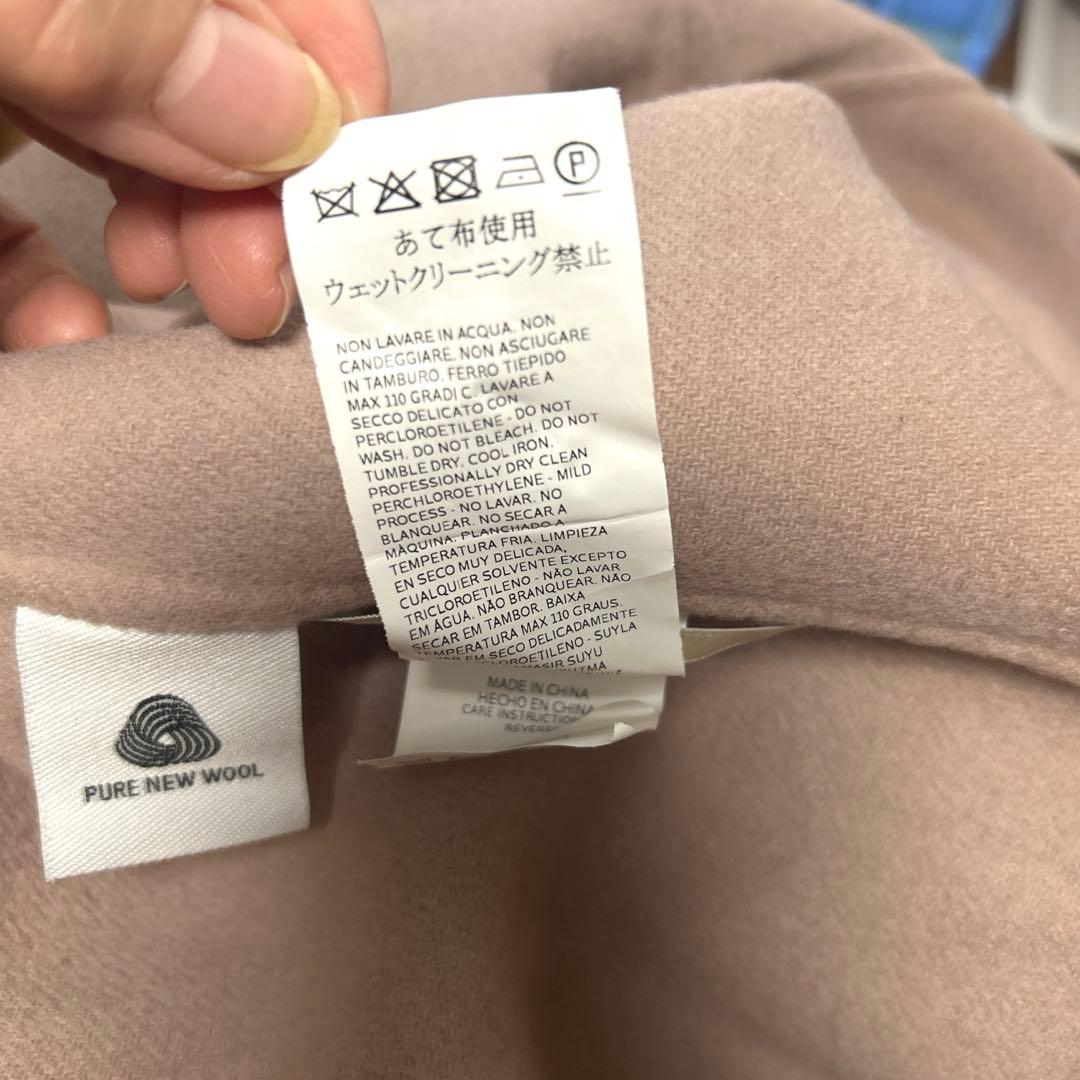 P
あて布使用
ウェットクリーニング禁止
NON LAVARE IN ACQUA. NON
CANDEGGIARE. NON ASCIUGARE
IN TAMBURO. FERRO TIEPIDO
MAX 110 GRADI C. LAVARE A
SECCO DELICATO CON
PERCLOROETILENE - DO NOT
WASH. DO NOT BLEACH. DO NOT
TUMBLE DRY. COOL IRON.
PROFESSIONALLY DRY CLEAN
PERCHLOROETHYLENE - MILD
PROCESS - NO LAVAR. NO
BLANQUEAR. NO SECAR A
MÁQUINA. PLANCHADO A
TEMPERATURA FRIA. LIMPIEZA
EN SECO MUY DELICADA,
CUALQUIER SOLVENTE EXCEPTO
TRICLOROETILENO - NÃO LAVAR
EM ÁGUA. NÃO BRANQUEAR. NÃO
SECAR EM TAMBOR. BAIXA
TEMPERATURA MAX 110 GRAUS.
EM SECO DELICADAMENTE
- SUYLA
SUYU
MADE IN CHINA
HECHO EN CHINA
CARE
PURE NEW WOOL